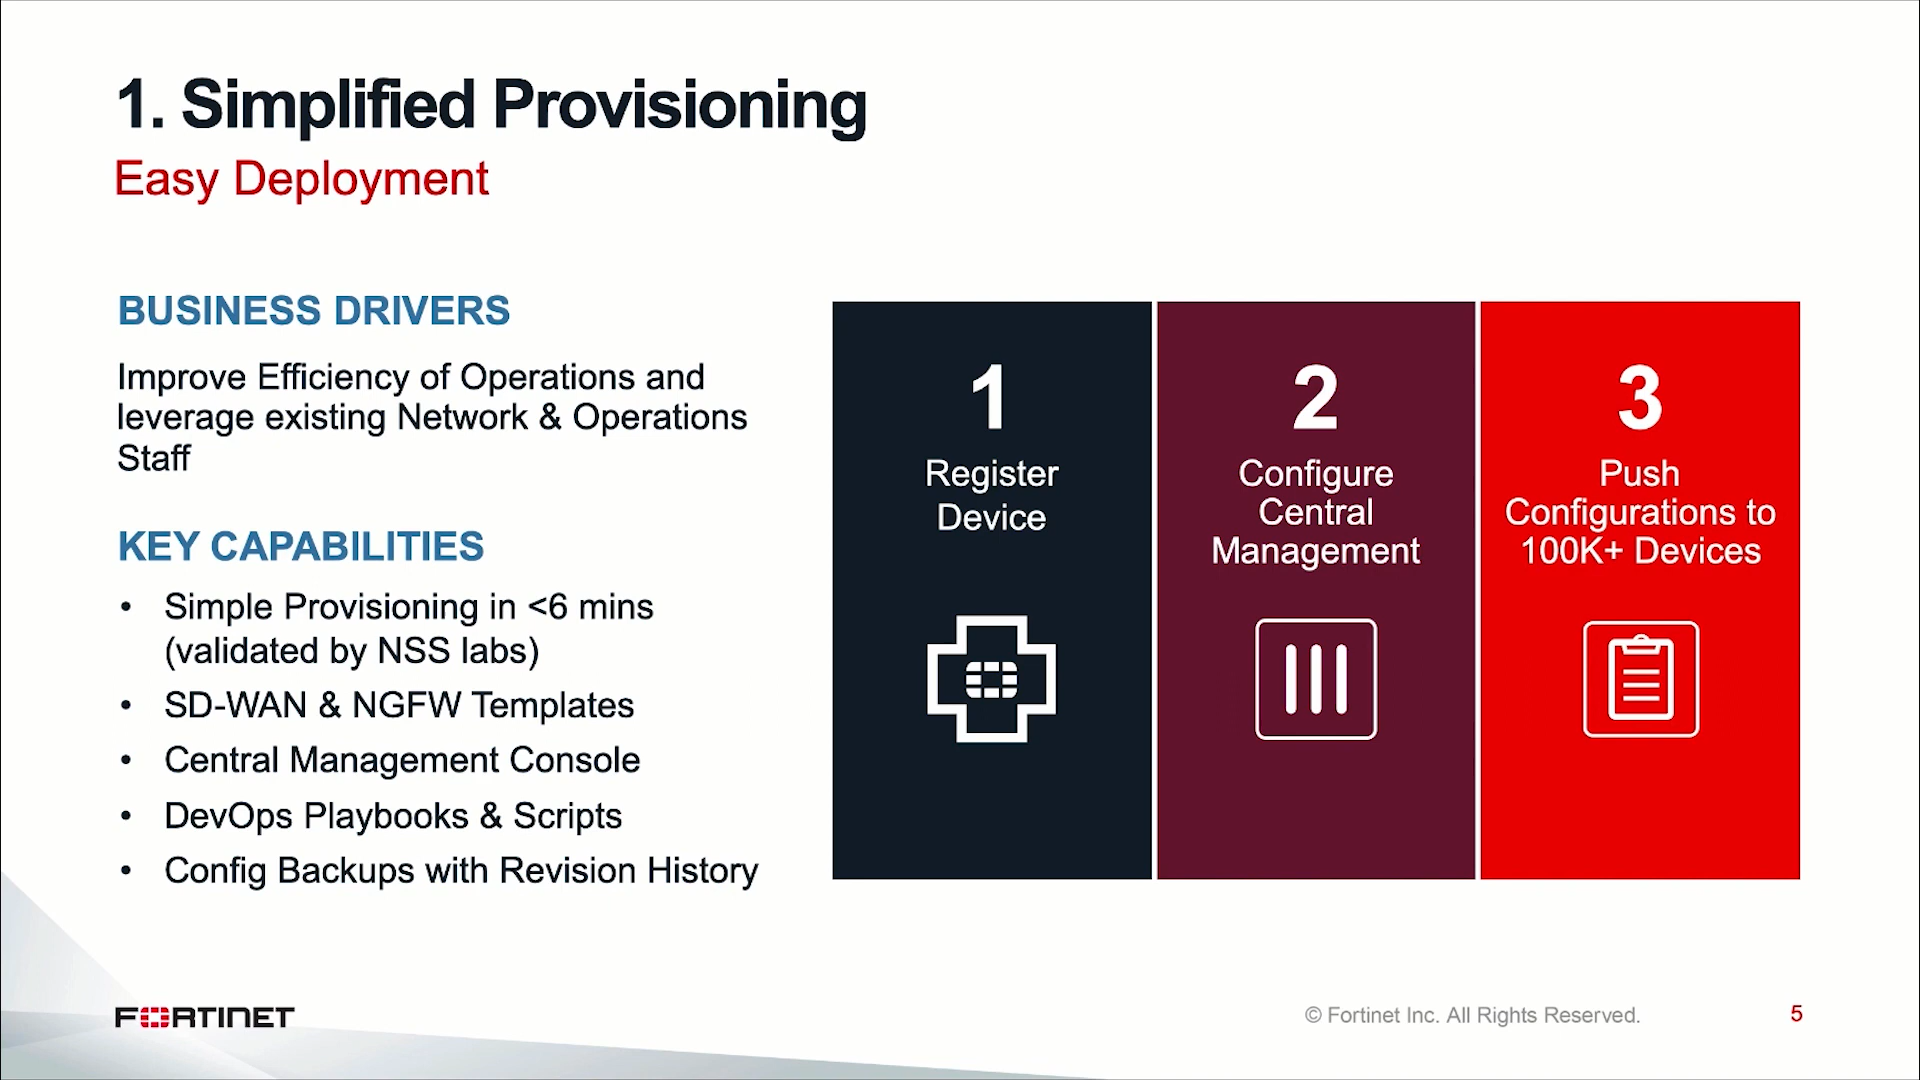 1. Simplified Provisioning
Easy Deployment
BUSINESS DRIVERS
Improve Efficiency of Operations and
leverage existing Network & Operations
Staff
KEY CAPABILITIES
• Simple Provisioning in <6 mins
(validated by NSS labs)
• SD-WAN & NGFW Templates
• Central Management Console
• DevOps Playbooks & Scripts
• Config Backups with Revision History
1
Register
Device
2
Configure
Central
Management
3
Push
Configurations to
100K+ Devices
FORTINET
© Fortinet Inc. All Rights Reserved.
5